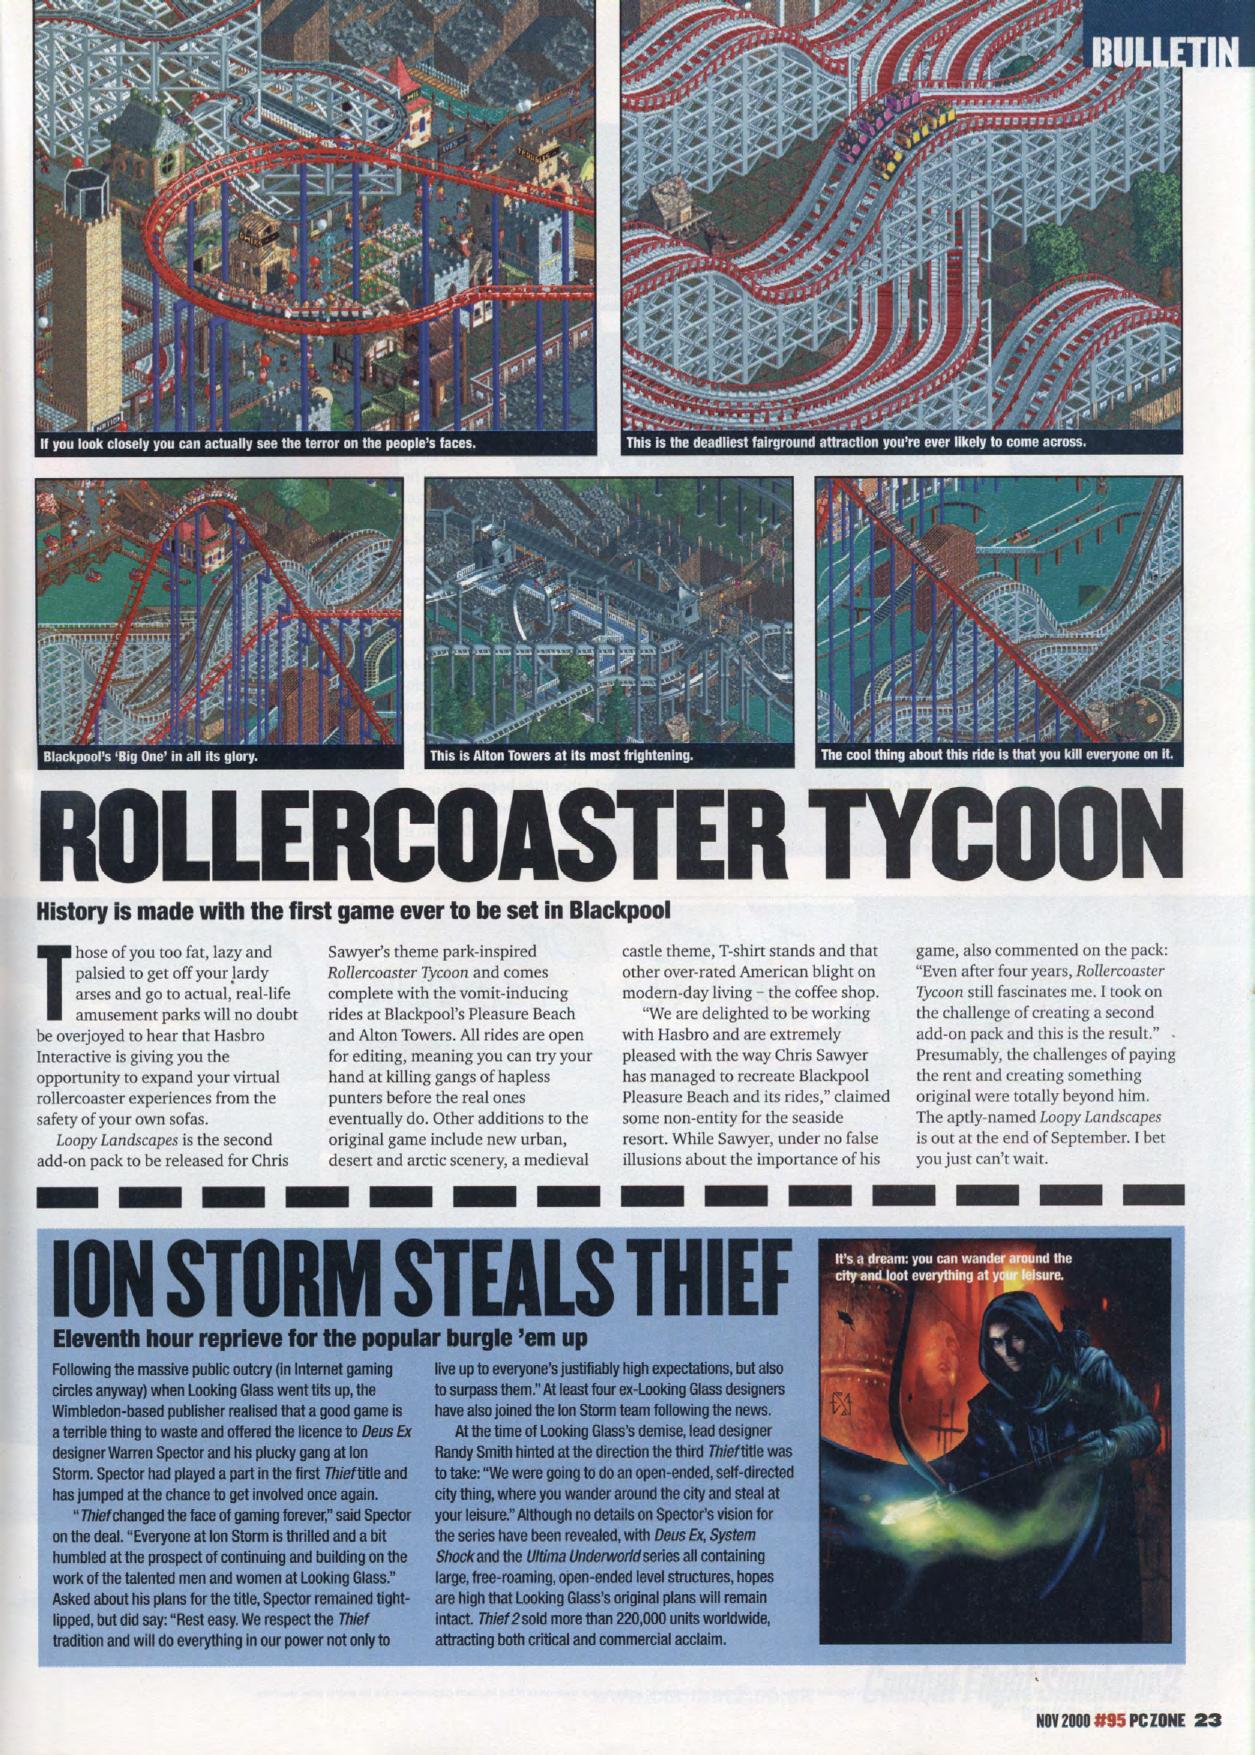 BULLETIN
If you look closely you can actually see the terror on the people's faces.
This is the deadliest fairground attraction you're ever likely to come across.
Blackpool's 'Big One' in all its glory.
This is Alton Towers at its most frightening.
The cool thing about this ride is that you kill everyone on it.
ROLLERCOASTER TYCOON
History is made with the first game ever to be set in Blackpool
Those of you too fat, lazy and
palsied to get off your lardy
arses and go to actual, real-life
amusement parks will no doubt
be overjoyed to hear that Hasbro
Interactive is giving you the
opportunity to expand your virtual
rollercoaster experiences from the
safety of your own sofas.
Loopy Landscapes is the second
add-on pack to be released for Chris
Sawyer's theme park-inspired
Rollercoaster Tycoon and comes
complete with the vomit-inducing
rides at Blackpool's Pleasure Beach
and Alton Towers. All rides are open
for editing, meaning you can try your
hand at killing gangs of hapless
punters before the real ones
eventually do. Other additions to the
original game include new urban,
desert and arctic scenery, a medieval
castle theme, T-shirt stands and that
other over-rated American blight on
modern-day living – the coffee shop.
"We are delighted to be working
with Hasbro and are extremely
pleased with the way Chris Sawyer
has managed to recreate Blackpool
Pleasure Beach and its rides," claimed
some non-entity for the seaside
resort. While Sawyer, under no false
illusions about the importance of his
game, also commented on the pack:
"Even after four years, Rollercoaster
Tycoon still fascinates me. I took on
the challenge of creating a second
add-on pack and this is the result."
Presumably, the challenges of paying
the rent and creating something
original were totally beyond him.
The aptly-named Loopy Landscapes
is out at the end of September. I bet
you just can't wait.
ION STORM STEALS THIEF
Eleventh hour reprieve for the popular burgle 'em up
Following the massive public outcry (in Internet gaming
circles anyway) when Looking Glass went tits up, the
Wimbledon-based publisher realised that a good game is
a terrible thing to waste and offered the licence to Deus Ex
designer Warren Spector and his plucky gang at Ion
Storm. Spector had played a part in the first Thief title and
has jumped at the chance to get involved once again.
"Thief changed the face of gaming forever," said Spector
on the deal. "Everyone at Ion Storm is thrilled and a bit
humbled at the prospect of continuing and building on the
work of the talented men and women at Looking Glass."
Asked about his plans for the title, Spector remained tight-
lipped, but did say: "Rest easy. We respect the Thief
tradition and will do everything in our power not only to
live up to everyone's justifiably high expectations, but also
to surpass them." At least four ex-Looking Glass designers
have also joined the Ion Storm team following the news.
At the time of Looking Glass's demise, lead designer
Randy Smith hinted at the direction the third Thief title was
to take: "We were going to do an open-ended, self-directed
city thing, where you wander around the city and steal at
your leisure." Although no details on Spector's vision for
the series have been revealed, with Deus Ex, System
Shock and the Ultima Underworld series all containing
large, free-roaming, open-ended level structures, hopes
are high that Looking Glass's original plans will remain
intact. Thief 2 sold more than 220,000 units worldwide,
attracting both critical and commercial acclaim.
It's a dream: you can wander around the
city and loot everything at your leisure.
NOV 2000 #95 PC ZONE 23